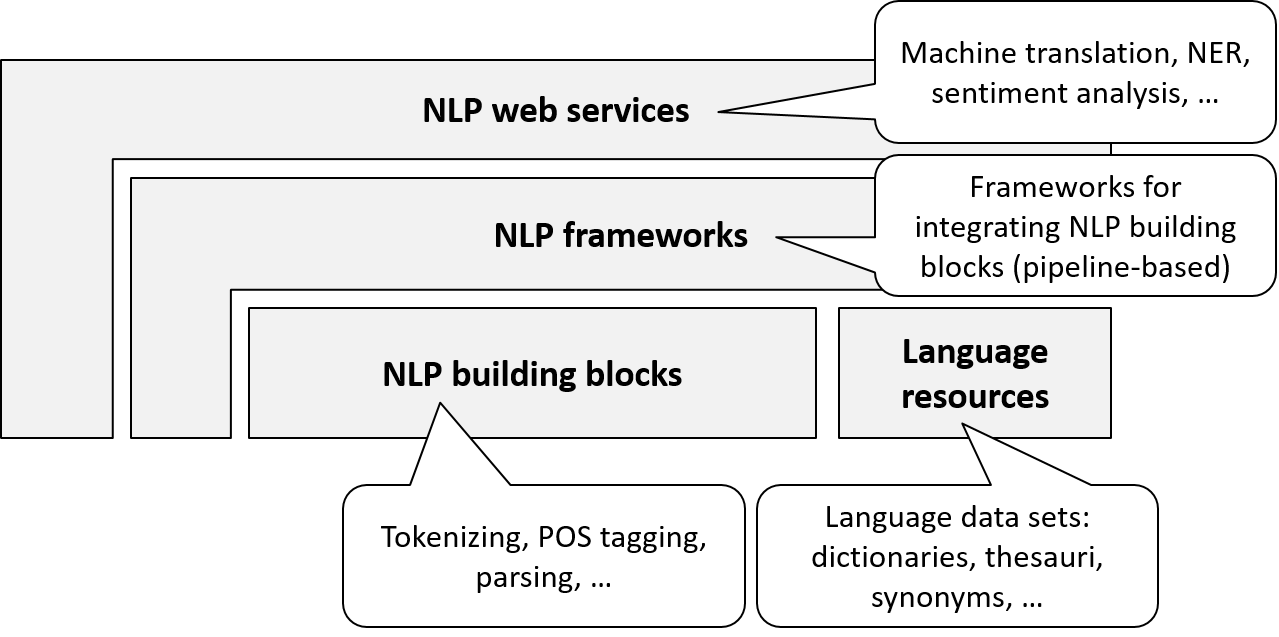 Machine translation, NER,
sentiment analysis, …
NLP web services
Frameworks for
integrating NLP building
blocks (pipeline-based)
NLP frameworks
NLP building blocks
Language
resources
Tokenizing, POS tagging,
parsing, …
Language data sets:
dictionaries, thesauri,
synonyms, …